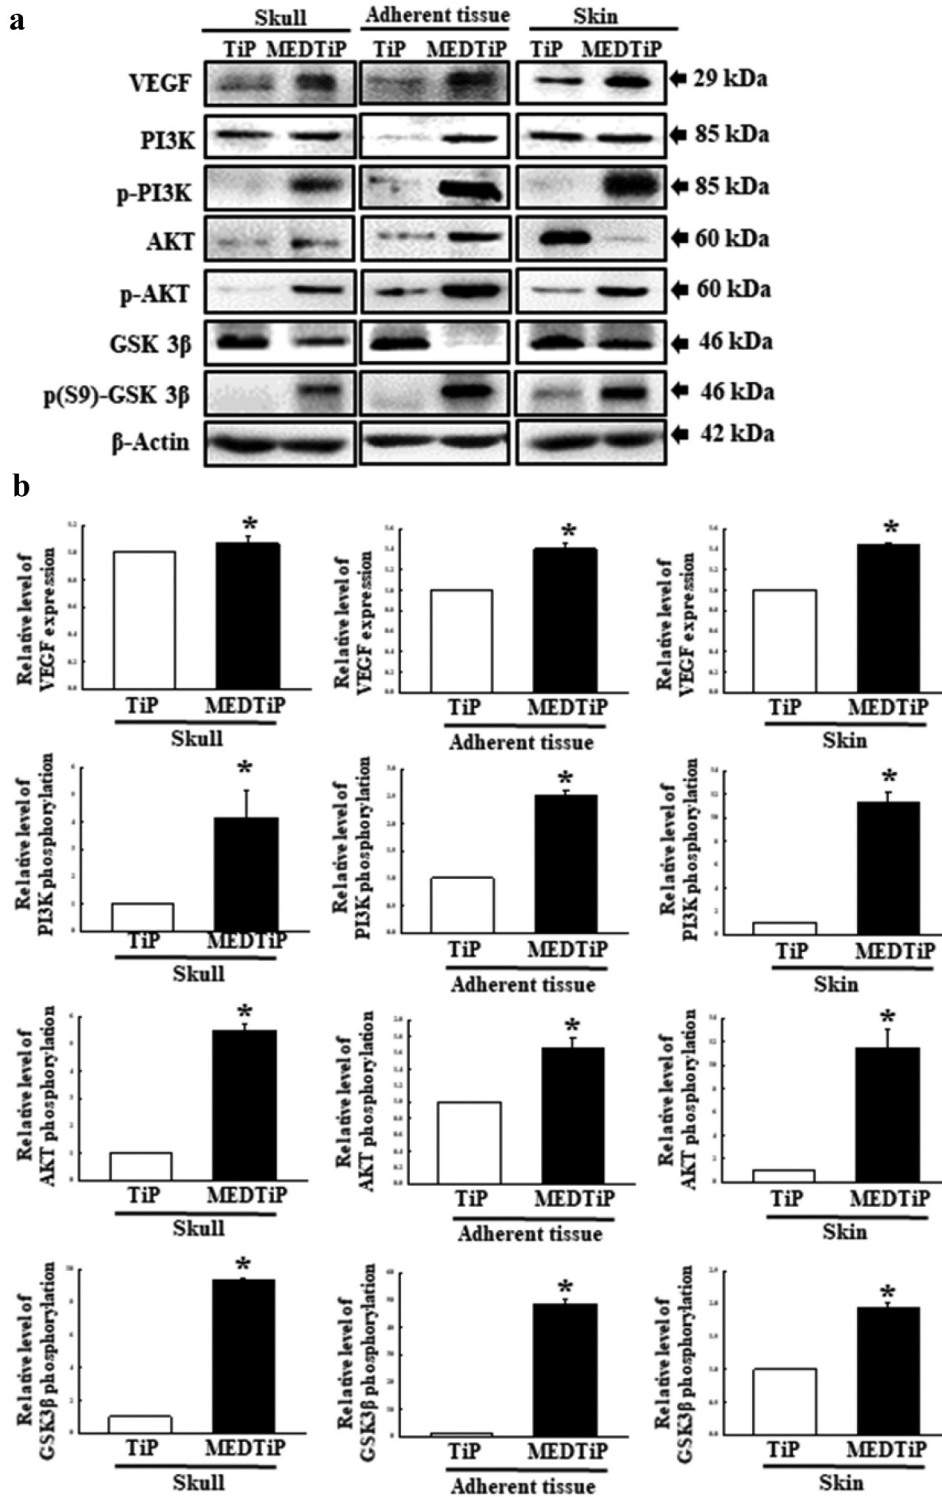 a
Skull Adherent tissue Skin
TiP MEDTiP TiP MEDTiP TiP MEDTiP
VEGF 29 kDa
PI3K 85 kDa
p-PI3K 85 kDa
AKT 60 kDa
p-AKT 60 kDa
GSK 3β 46 kDa
p(S9)-GSK 3β 46 kDa
β-Actin 42 kDa
b
Relative level of
VEGF expression
*
TiP MEDTiP
Skull
Relative level of
VEGF expression
*
TiP MEDTiP
Adherent tissue
Relative level of
VEGF expression
*
TiP MEDTiP
Skin
Relative level of
PI3K phosphorylation
*
TiP MEDTiP
Skull
Relative level of
PI3K phosphorylation
*
TiP MEDTiP
Adherent tissue
Relative level of
PI3K phosphorylation
*
TiP MEDTiP
Skin
Relative level of
AKT phosphorylation
*
TiP MEDTiP
Skull
Relative level of
AKT phosphorylation
*
TiP MEDTiP
Adherent tissue
Relative level of
AKT phosphorylation
*
TiP MEDTiP
Skin
Relative level of
GSK3β phosphorylation
*
TiP MEDTiP
Skull
Relative level of
GSK3β phosphorylation
*
TiP MEDTiP
Adherent tissue
Relative level of
GSK3β phosphorylation
*
TiP MEDTiP
Skin